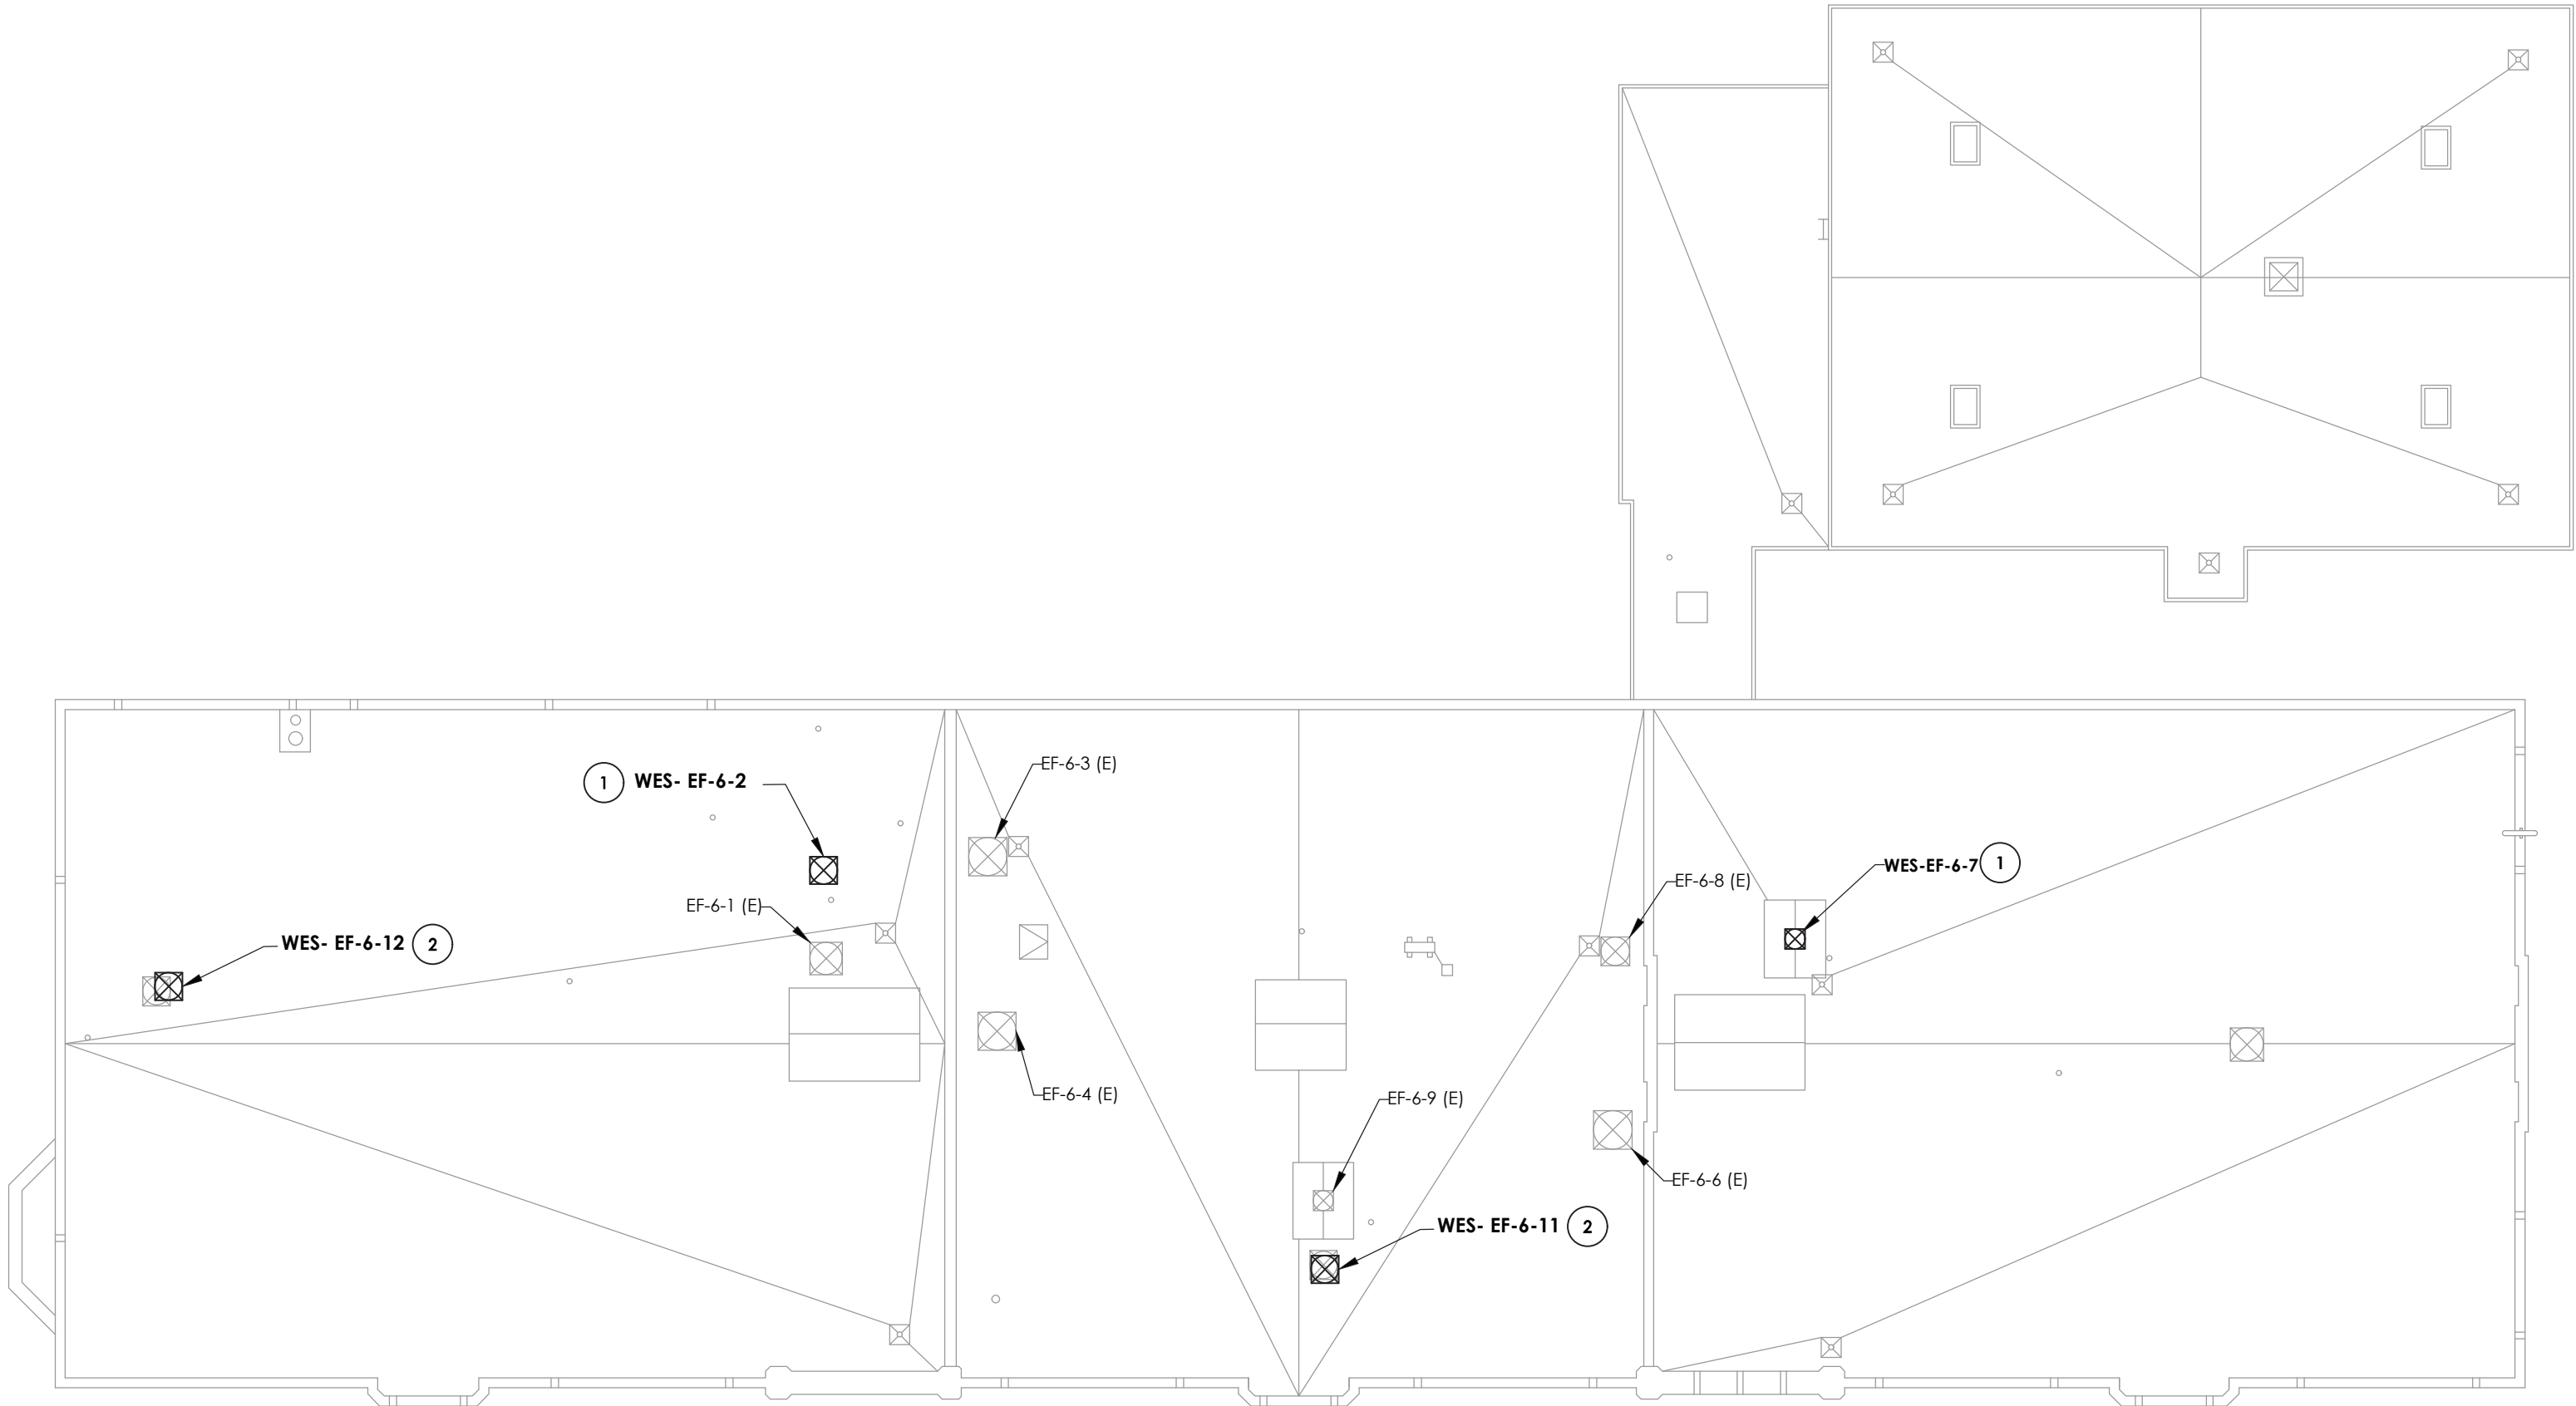 EF-6-3 (E)
1 WES- EF-6-2
WES-EF-6-7 1
EF-6-8 (E)
EF-6-1 (E)
WES- EF-6-12 2
EF-6-4 (E)
EF-6-9 (E)
EF-6-6 (E)
WES- EF-6-11 2